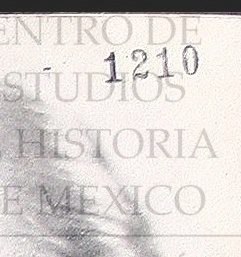 ENTRO DE
- 1210
STUDIOS
HISTORIA
E MEXICO